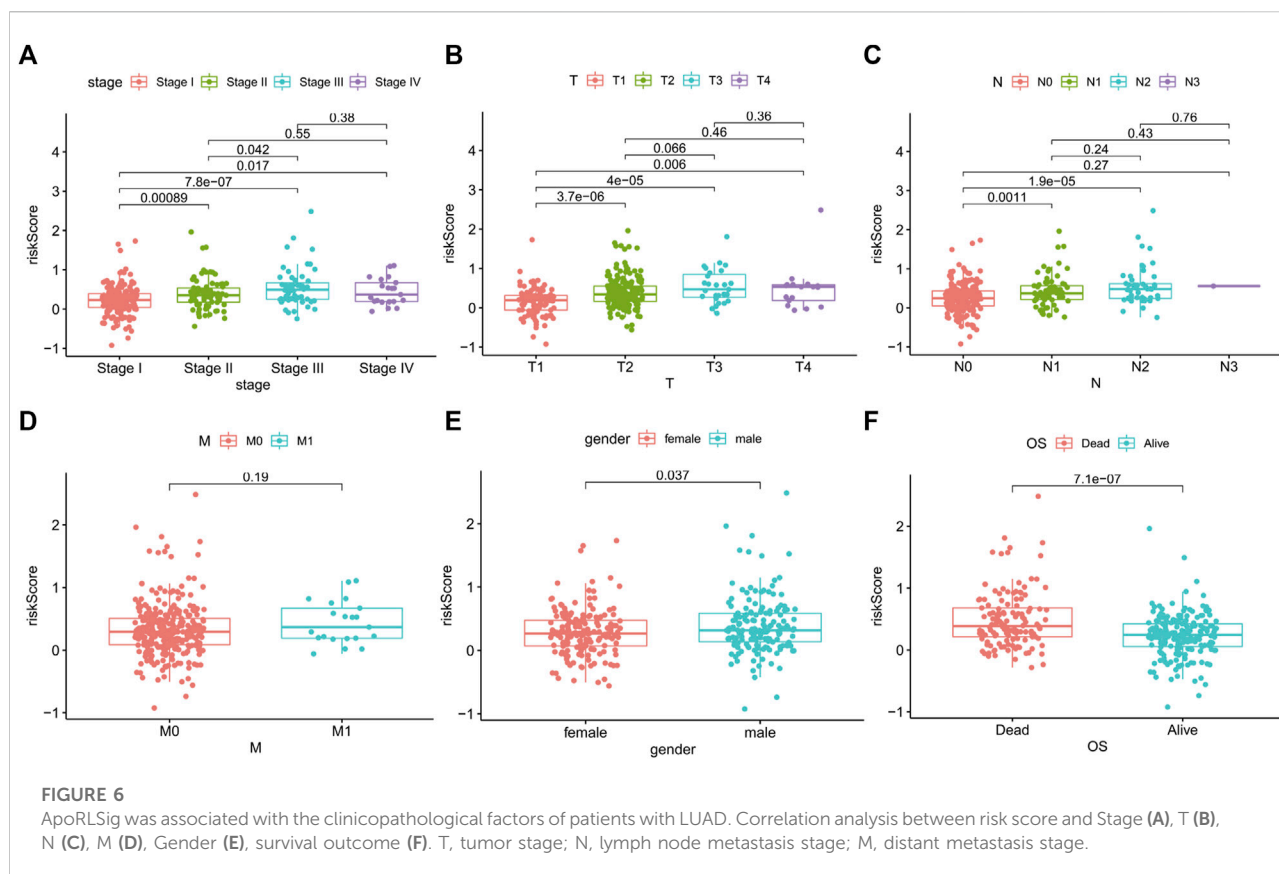 A
stage Stage I Stage II Stage III Stage IV
0.38
0.55
0.042
0.017
7.8e−07
0.00089
riskScore
4
3
2
1
0
−1
Stage I Stage II Stage III Stage IV
stage
B
T T1 T2 T3 T4
0.36
0.46
0.066
0.006
4e−05
3.7e−06
riskScore
4
3
2
1
0
−1
T1 T2 T3 T4
T
C
N N0 N1 N2 N3
0.76
0.43
0.24
0.27
1.9e−05
0.0011
riskScore
4
3
2
1
0
−1
N0 N1 N2 N3
N
D
M M0 M1
0.19
riskScore
2
1
0
−1
M0 M1
M
E
gender female male
0.037
riskScore
2
1
0
−1
female male
gender
F
OS Dead Alive
7.1e−07
riskScore
2
1
0
−1
Dead Alive
OS
FIGURE 6
ApoRLSig was associated with the clinicopathological factors of patients with LUAD. Correlation analysis between risk score and Stage (A), T (B),
N (C), M (D), Gender (E), survival outcome (F). T, tumor stage; N, lymph node metastasis stage; M, distant metastasis stage.